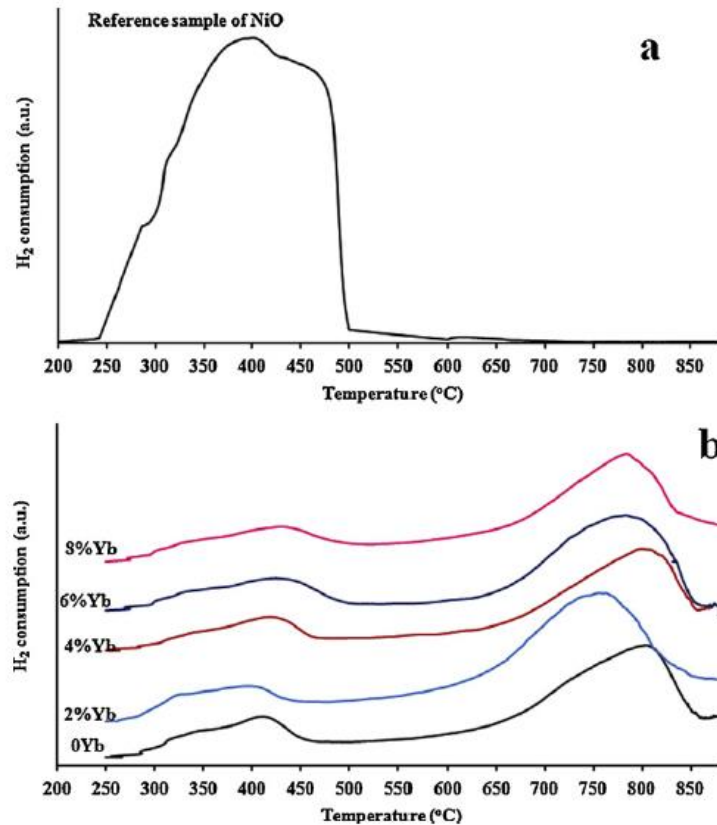 Reference sample of NiO
a
H₂ consumption (a.u.)
200 250 300 350 400 450 500 550 600 650 700 750 800 850
Temperature (°C)
b
H₂ consumption (a.u.)
8%Yb
6%Yb
4%Yb
2%Yb
0Yb
200 250 300 350 400 450 500 550 600 650 700 750 800 850
Temperature (°C)